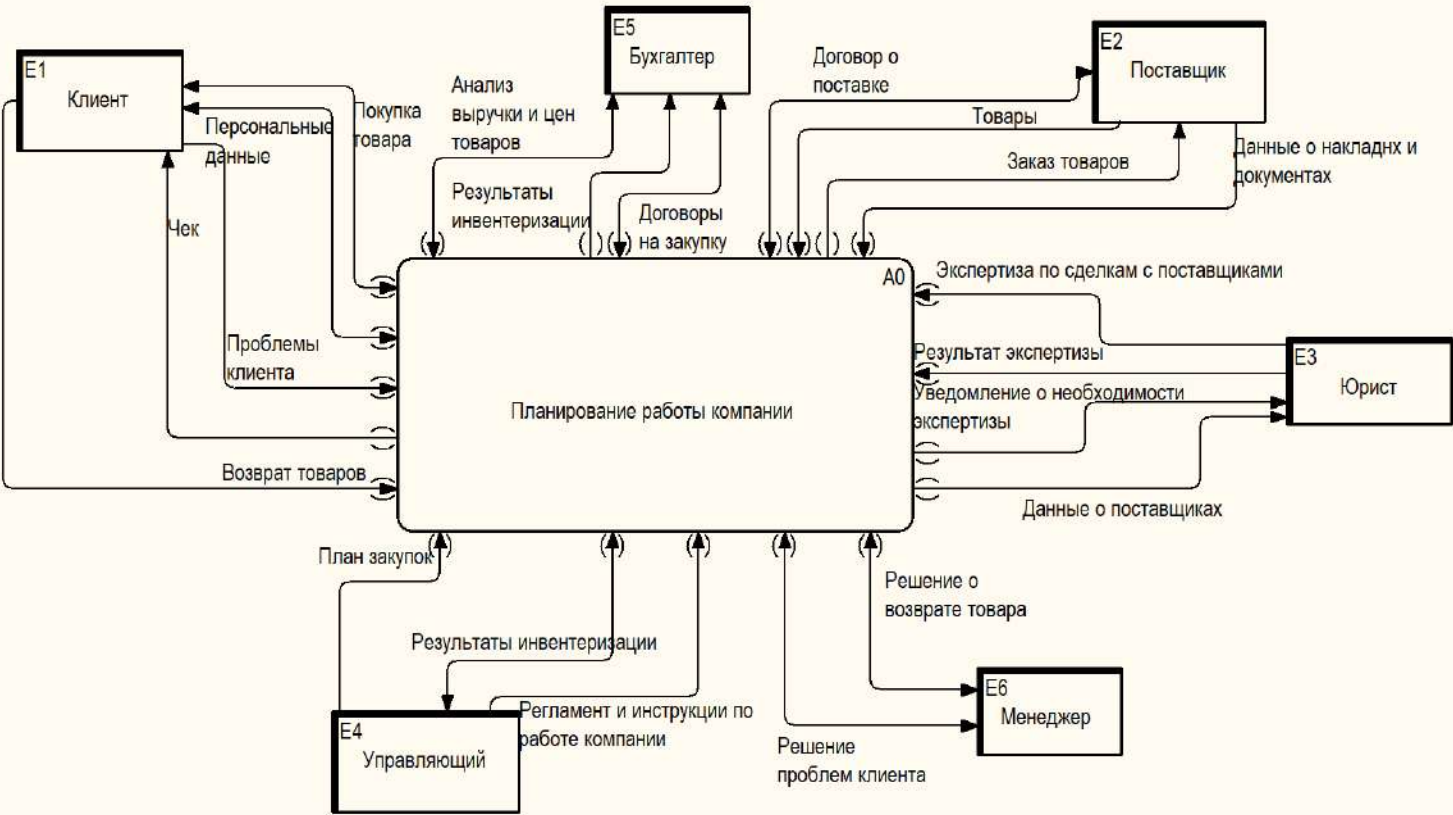 E1
Клиент
Персональные
данные
Покупка
товара
Чек
Проблемы
клиента
Возврат товаров
E5
Бухгалтер
Анализ
выручки и цен
товаров
Результаты
инвентеризации
Договоры
на закупку
E2
Поставщик
Договор о
поставке
Товары
Заказ товаров
Данные о накладнх и
документах
A0
Планирование работы компании
Экспертиза по сделкам с поставщиками
Результат экспертизы
Уведомление о необходимости
экспертизы
Данные о поставщиках
E3
Юрист
План закупок
Результаты инвентеризации
Регламент и инструкции по
работе компании
E4
Управляющий
Решение о
возврате товара
Решение
проблем клиента
E6
Менеджер